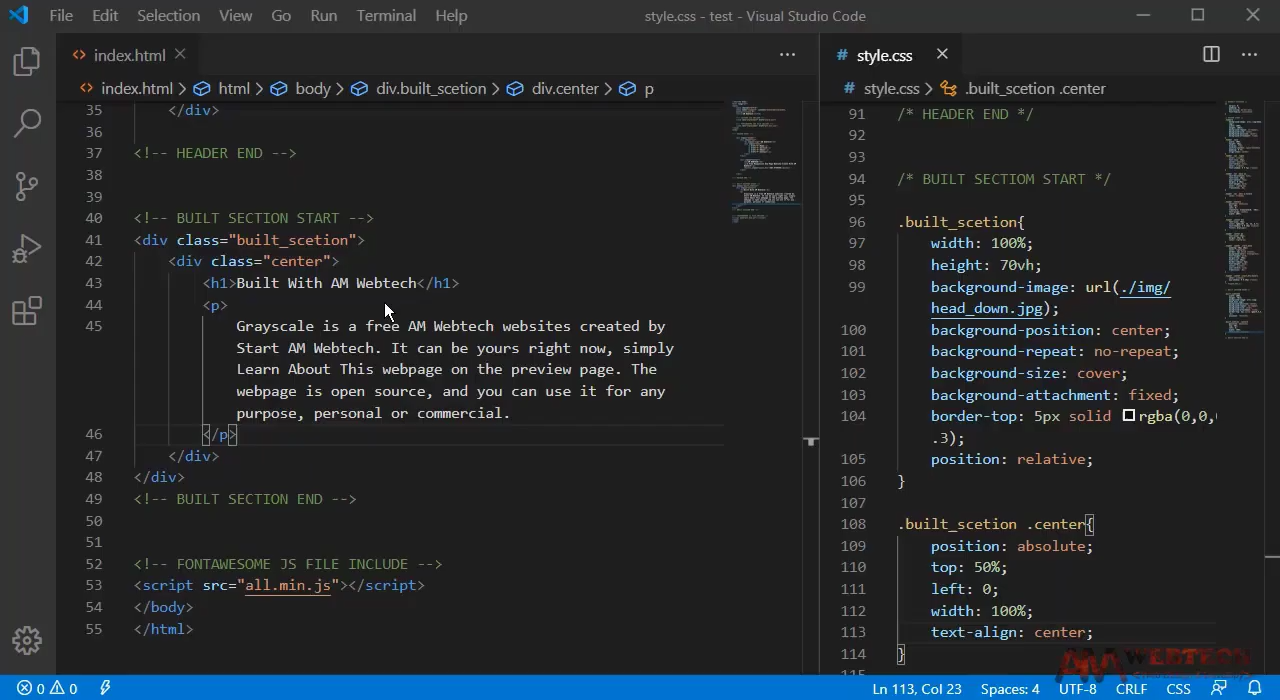 File Edit Selection View Go Run Terminal Help style.css - test - Visual Studio Code
index.html
style.css
index.html > html > body > div.built_scetion > div.center > p
style.css > .built_scetion .center
35 </div>
36
37 <!-- HEADER END -->
38
39
40 <!-- BUILT SECTION START -->
41 <div class="built_scetion">
42 <div class="center">
43 <h1>Built With AM Webtech</h1>
44 <p>
45 Grayscale is a free AM Webtech websites created by
Start AM Webtech. It can be yours right now, simply
Learn About This webpage on the preview page. The
webpage is open source, and you can use it for any
purpose, personal or commercial.
46 </p>
47 </div>
48 </div>
49 <!-- BUILT SECTION END -->
50
51
52 <!-- FONTAWESOME JS FILE INCLUDE -->
53 <script src="all.min.js"></script>
54 </body>
55 </html>
91 /* HEADER END */
92
93
94 /* BUILT SECTIOM START */
95
96 .built_scetion{
97 width: 100%;
98 height: 70vh;
99 background-image: url(./img/
head_down.jpg);
100 background-position: center;
101 background-repeat: no-repeat;
102 background-size: cover;
103 background-attachment: fixed;
104 border-top: 5px solid rgba(0,0,
.3);
105 position: relative;
106 }
107
108 .built_scetion .center{
109 position: absolute;
110 top: 50%;
111 left: 0;
112 width: 100%;
113 text-align: center;
114 }
AM WEBTECH
0 0
Ln 113, Col 23 Spaces: 4 UTF-8 CRLF CSS